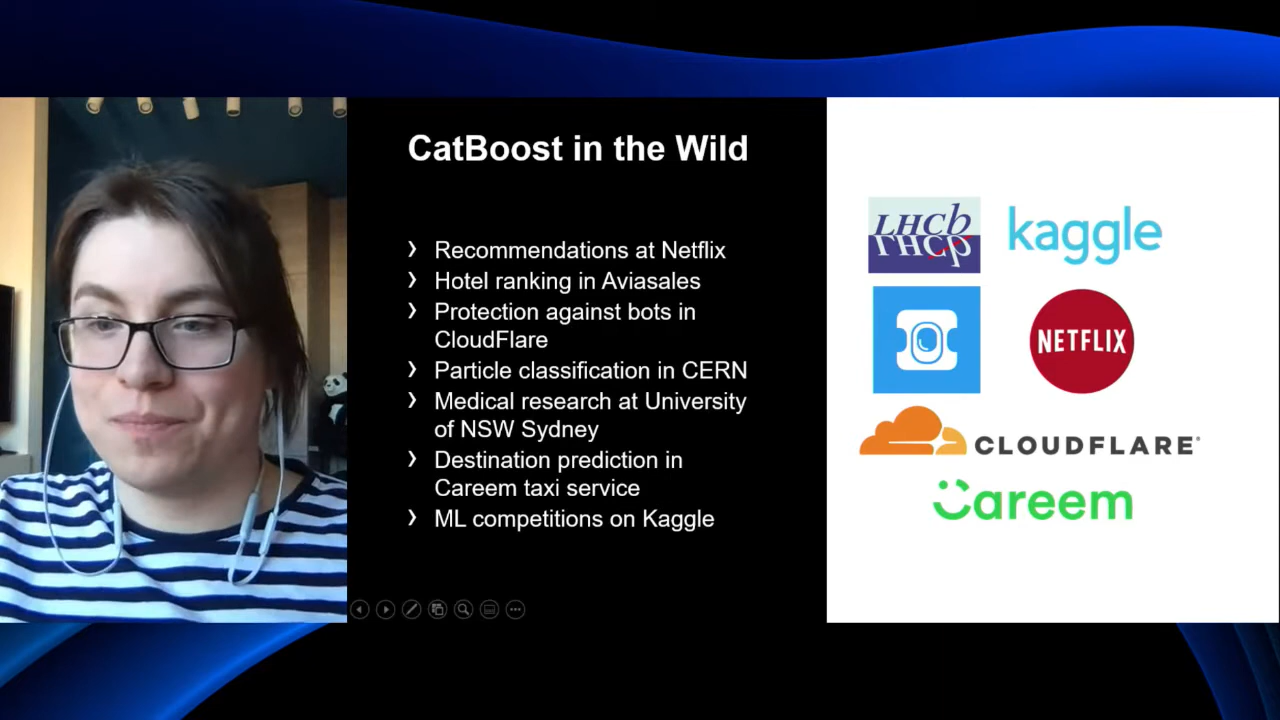 CatBoost in the Wild
❯ Recommendations at Netflix
❯ Hotel ranking in Aviasales
❯ Protection against bots in
CloudFlare
❯ Particle classification in CERN
❯ Medical research at University
of NSW Sydney
❯ Destination prediction in
Careem taxi service
❯ ML competitions on Kaggle
LHCb
kaggle
NETFLIX
CLOUDFLARE®
Careem